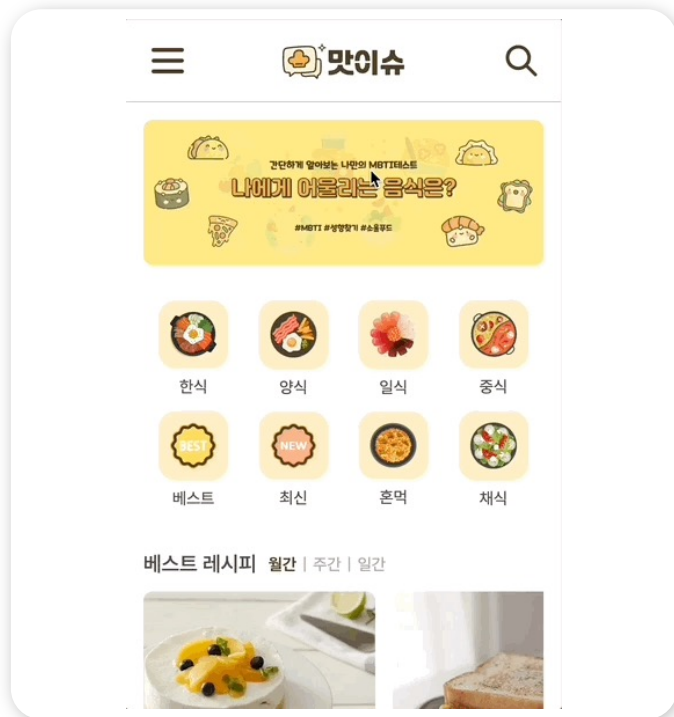 맛이슈
간단하게 알아보는 나만의 MBTI테스트
나에게 어울리는 음식은?
#MBTI #성향찾기 #소울푸드
한식 양식 일식 중식
BEST NEW
베스트 최신 혼먹 채식
베스트 레시피 월간 | 주간 | 일간